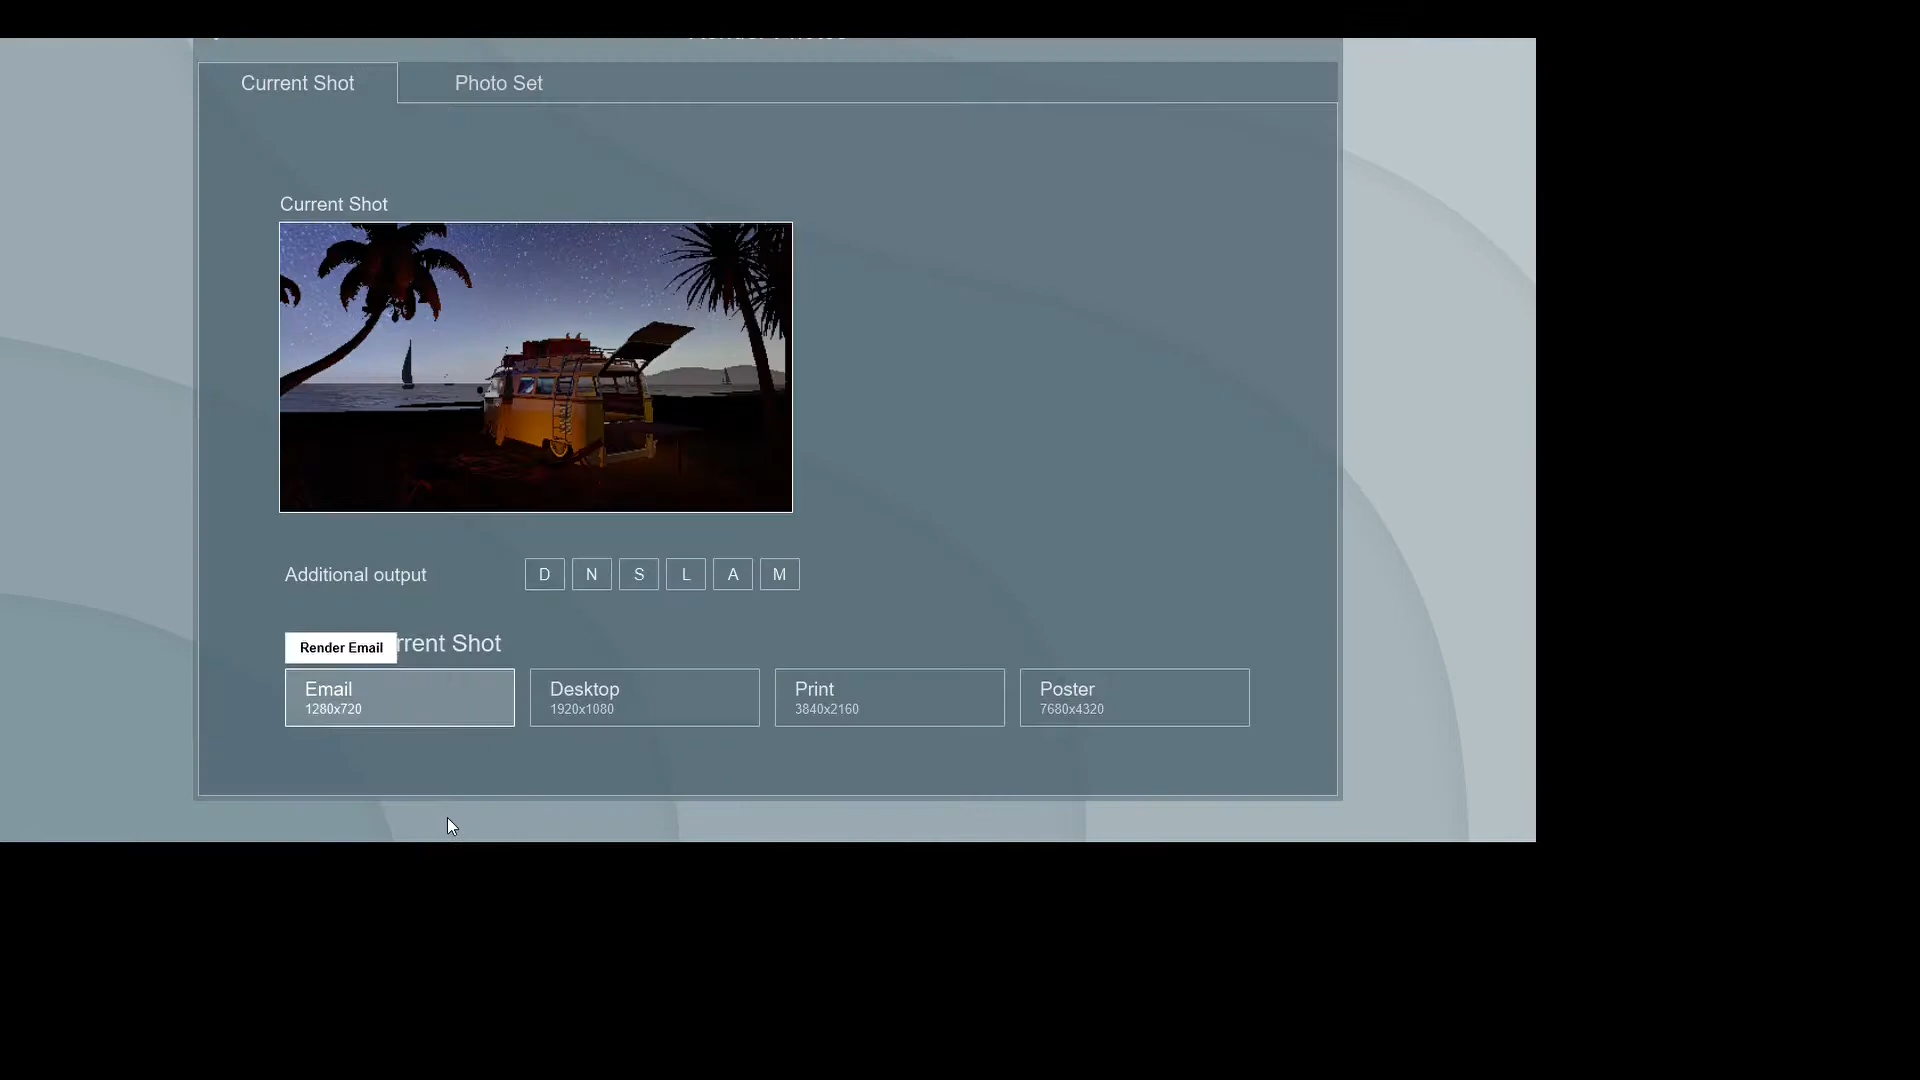 Current Shot
Photo Set
Current Shot
Additional output
D N S L A M
Render Email
rrent Shot
Email
1280x720
Desktop
1920x1080
Print
3840x2160
Poster
7680x4320